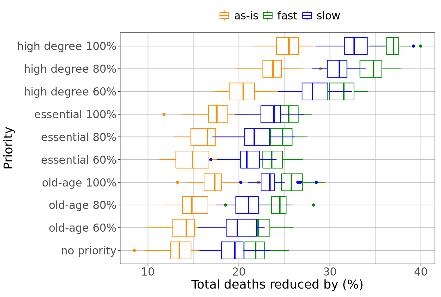 as-is fast slow
high degree 100%
high degree 80%
high degree 60%
essential 100%
essential 80%
essential 60%
old-age 100%
old-age 80%
old-age 60%
no priority
Priority
10 20 30 40
Total deaths reduced by (%)